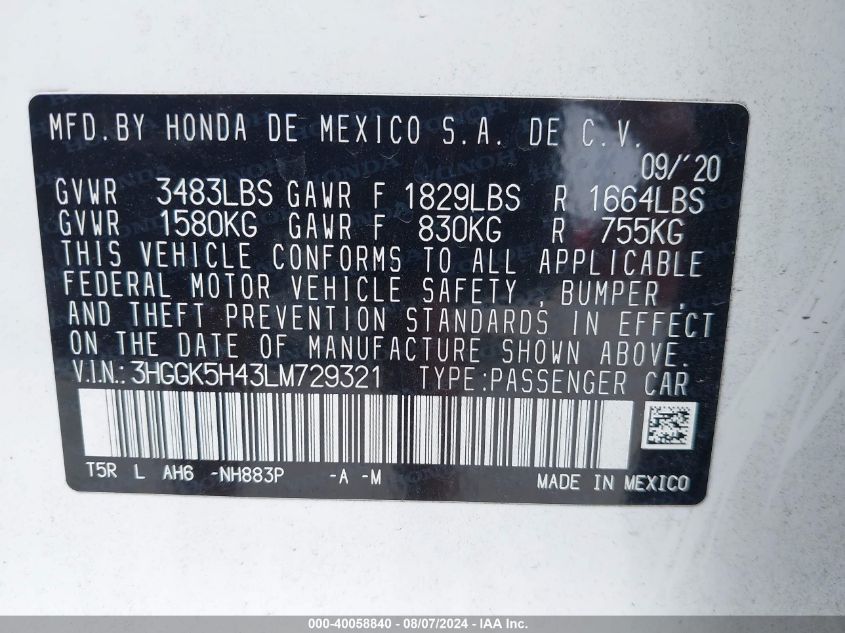 MFD.BY HONDA DE MEXICO S.A. DE C.V.
09/'20
GVWR 3483LBS GAWR F 1829LBS R 1664LBS
GVWR 1580KG GAWR F 830KG R 755KG
THIS VEHICLE CONFORMS TO ALL APPLICABLE
FEDERAL MOTOR VEHICLE SAFETY , BUMPER ,
AND THEFT PREVENTION STANDARDS IN EFFECT
ON THE DATE OF MANUFACTURE SHOWN ABOVE.
V.I.N.: 3HGGK5H43LM729321 TYPE:PASSENGER CAR
T5R L AH6 -NH883P -A -M MADE IN MEXICO
000-40058840 - 08/07/2024 - IAA Inc.